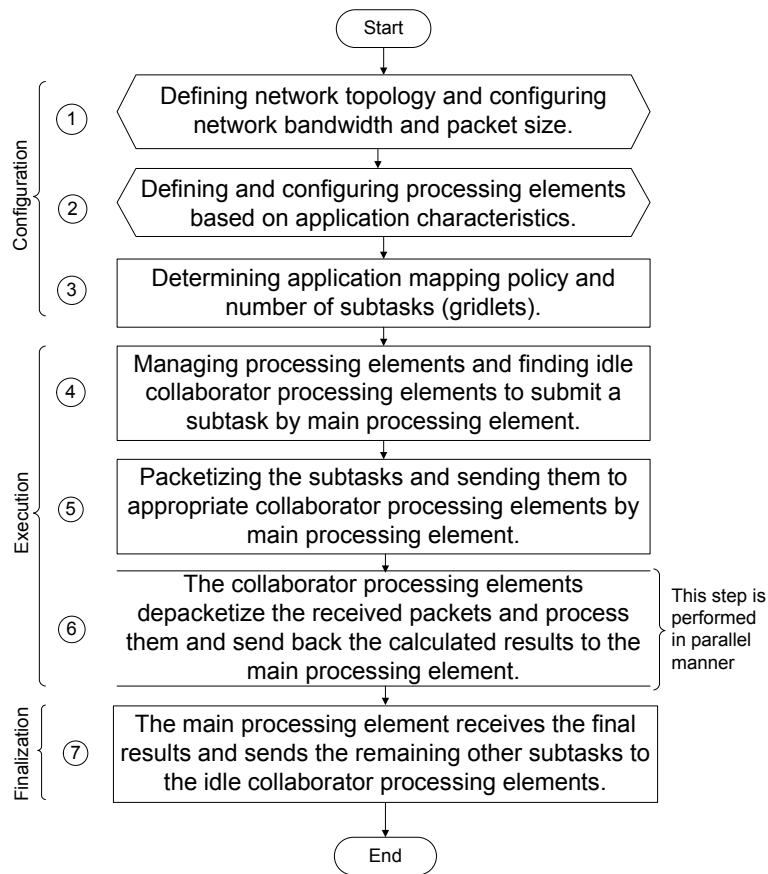 Start
Configuration
1
Defining network topology and configuring
network bandwidth and packet size.
2
Defining and configuring processing elements
based on application characteristics.
3
Determining application mapping policy and
number of subtasks (gridlets).
Execution
4
Managing processing elements and finding idle
collaborator processing elements to submit a
subtask by main processing element.
5
Packetizing the subtasks and sending them to
appropriate collaborator processing elements by
main processing element.
6
The collaborator processing elements
depacketize the received packets and process
them and send back the calculated results to the
main processing element.
This step is
performed
in parallel
manner
Finalization
7
The main processing element receives the final
results and sends the remaining other subtasks to
the idle collaborator processing elements.
End